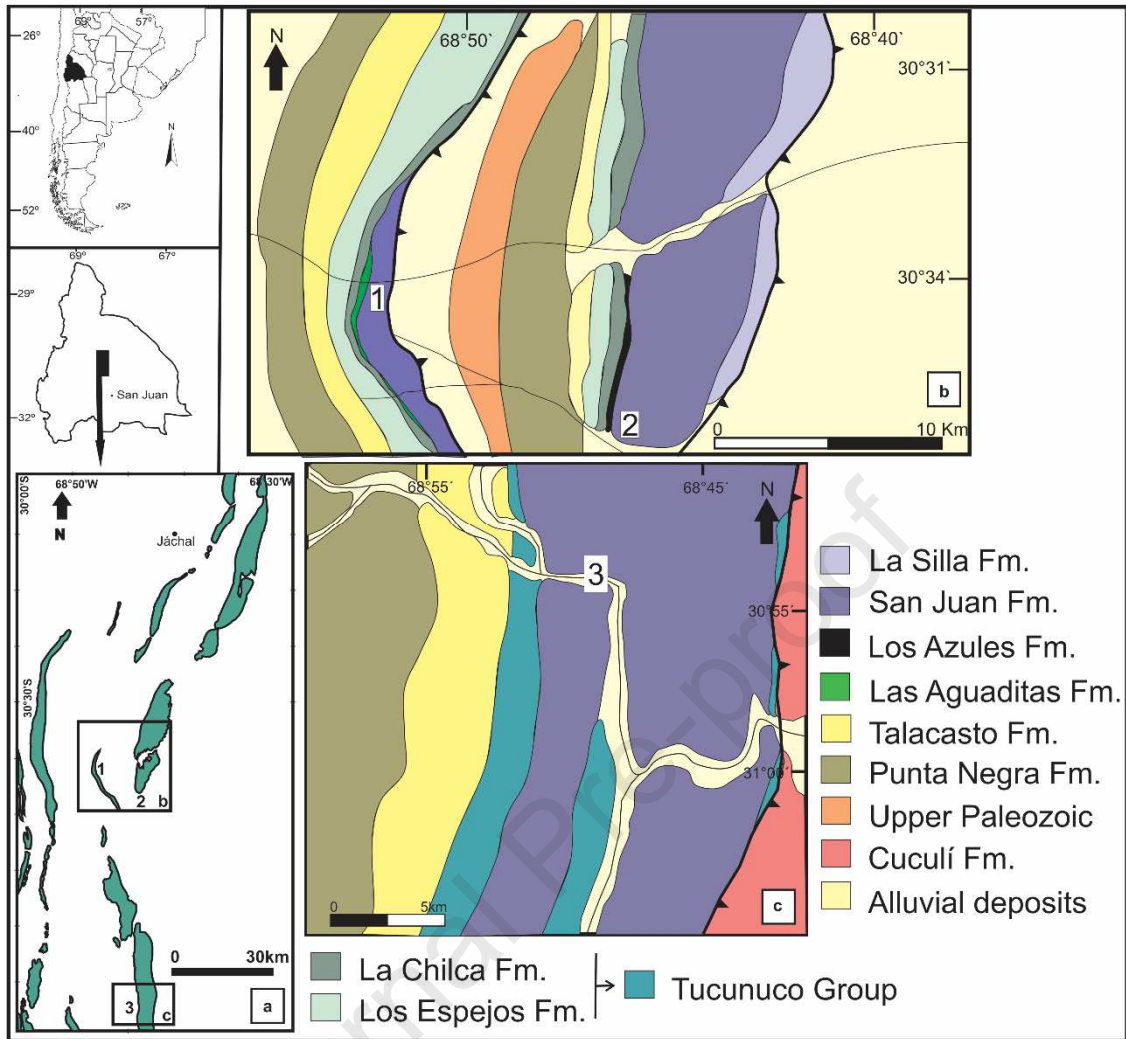 69°
57°
26°
40°
52°
N
69°
67°
29°
32°
San Juan
68°50'W
68°30'W
30°00'S
30°30'S
N
Jáchal
1
2
b
3
c
0 30km
a
N
68°50`
68°40`
30°31`
30°34`
1
2
b
0 10 Km
68°55´
68°45´
N
3
30°55´
31°00´
0 5km
c
La Silla Fm.
San Juan Fm.
Los Azules Fm.
Las Aguaditas Fm.
Talacasto Fm.
Punta Negra Fm.
Upper Paleozoic
Cuculí Fm.
Alluvial deposits
La Chilca Fm.
Los Espejos Fm.
Tucunuco Group
rnal Pre-proof